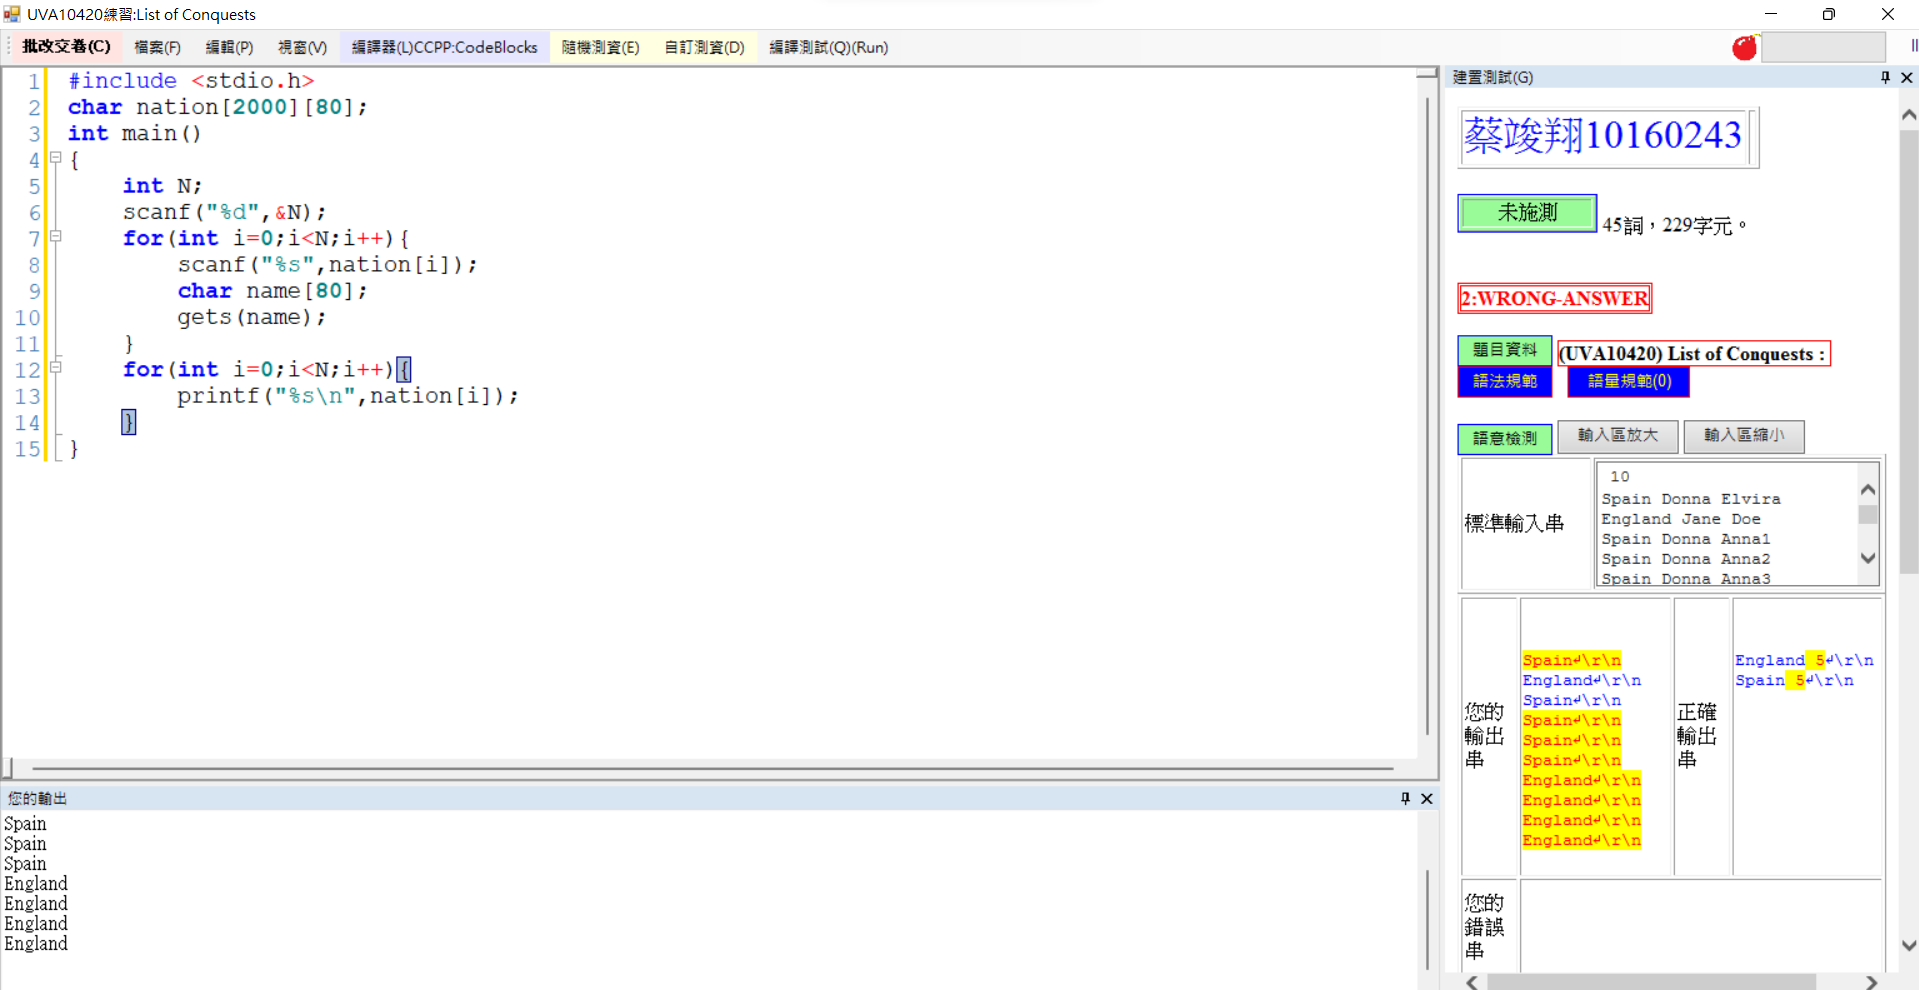 UVA10420練習:List of Conquests
批改交卷(C) 檔案(F) 編輯(P) 視窗(V) 編譯器(L)CCPP:CodeBlocks 隨機測資(E) 自訂測資(D) 編譯測試(Q)(Run)
1 #include <stdio.h>
2 char nation[2000][80];
3 int main()
4 {
5 int N;
6 scanf("%d",&N);
7 for(int i=0;i<N;i++){
8 scanf("%s",nation[i]);
9 char name[80];
10 gets(name);
11 }
12 for(int i=0;i<N;i++){
13 printf("%s\n",nation[i]);
14 }
15 }
您的輸出
Spain
Spain
Spain
England
England
England
England
建置測試(G)
蔡竣翔10160243
未施測 45詞，229字元。
2:WRONG-ANSWER
題目資料 (UVA10420) List of Conquests :
語法規範 語量規範(0)
語意檢測 輸入區放大 輸入區縮小
標準輸入串
10
Spain Donna Elvira
England Jane Doe
Spain Donna Anna1
Spain Donna Anna2
Spain Donna Anna3
您的
輸出
串
Spain↲\r\n
England↲\r\n
Spain↲\r\n
Spain↲\r\n
Spain↲\r\n
Spain↲\r\n
England↲\r\n
England↲\r\n
England↲\r\n
England↲\r\n
正確
輸出
串
England 5↲\r\n
Spain 5↲\r\n
您的
錯誤
串